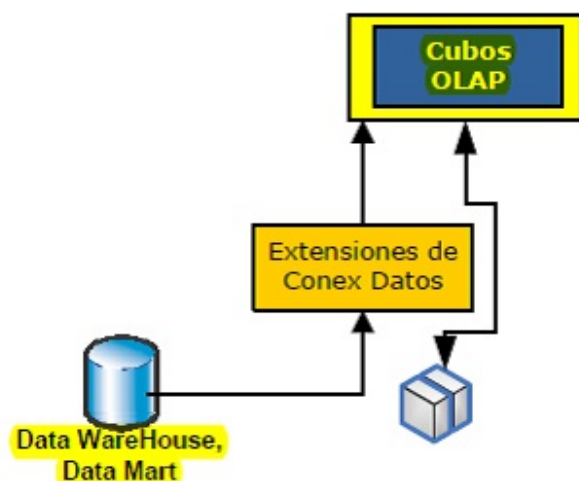 Cubos
OLAP
Extensiones de
Conex Datos
Data WareHouse,
Data Mart